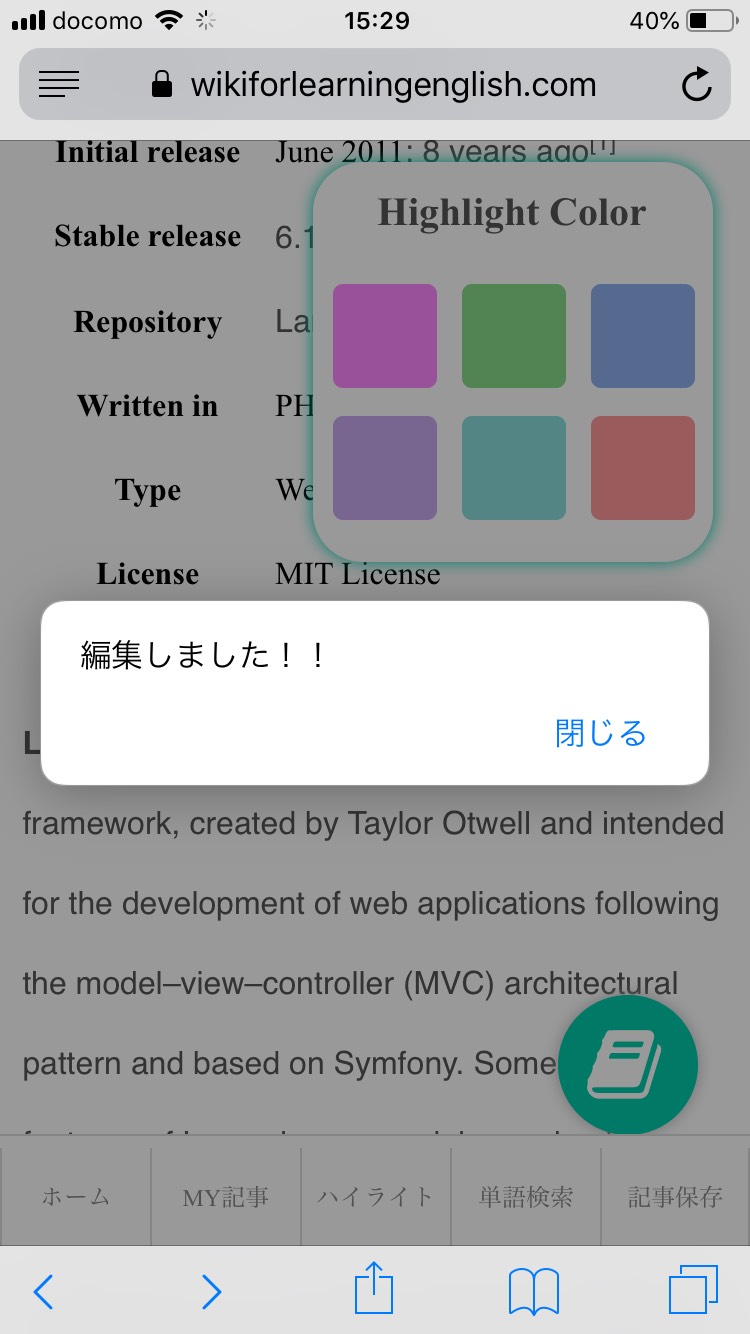 docomo 15:29 40%
wikiforlearningenglish.com
Initial release June 2011; 8 years ago[1]
Highlight Color
Stable release 6.1
Repository La
Written in PH
Type We
License MIT License
編集しました！！
閉じる
L
framework, created by Taylor Otwell and intended
for the development of web applications following
the model–view–controller (MVC) architectural
pattern and based on Symfony. Some
ホーム MY記事 ハイライト 単語検索 記事保存